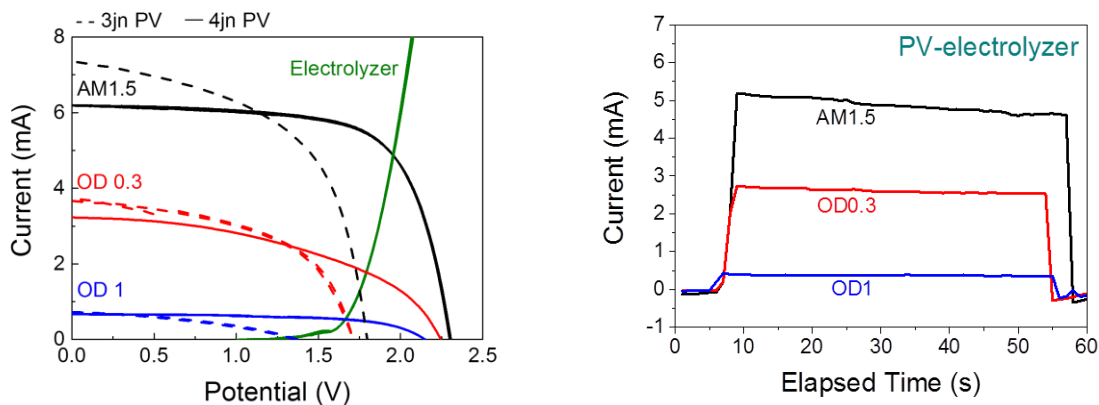 -- 3jn PV — 4jn PV
8
6
4
2
0
0.0
0.5
1.0
1.5
2.0
2.5
Current (mA)
Potential (V)
AM1.5
Electrolyzer
OD 0.3
OD 1
7
6
5
4
3
2
1
0
-1
0
10
20
30
40
50
60
Current (mA)
Elapsed Time (s)
PV-electrolyzer
AM1.5
OD0.3
OD1